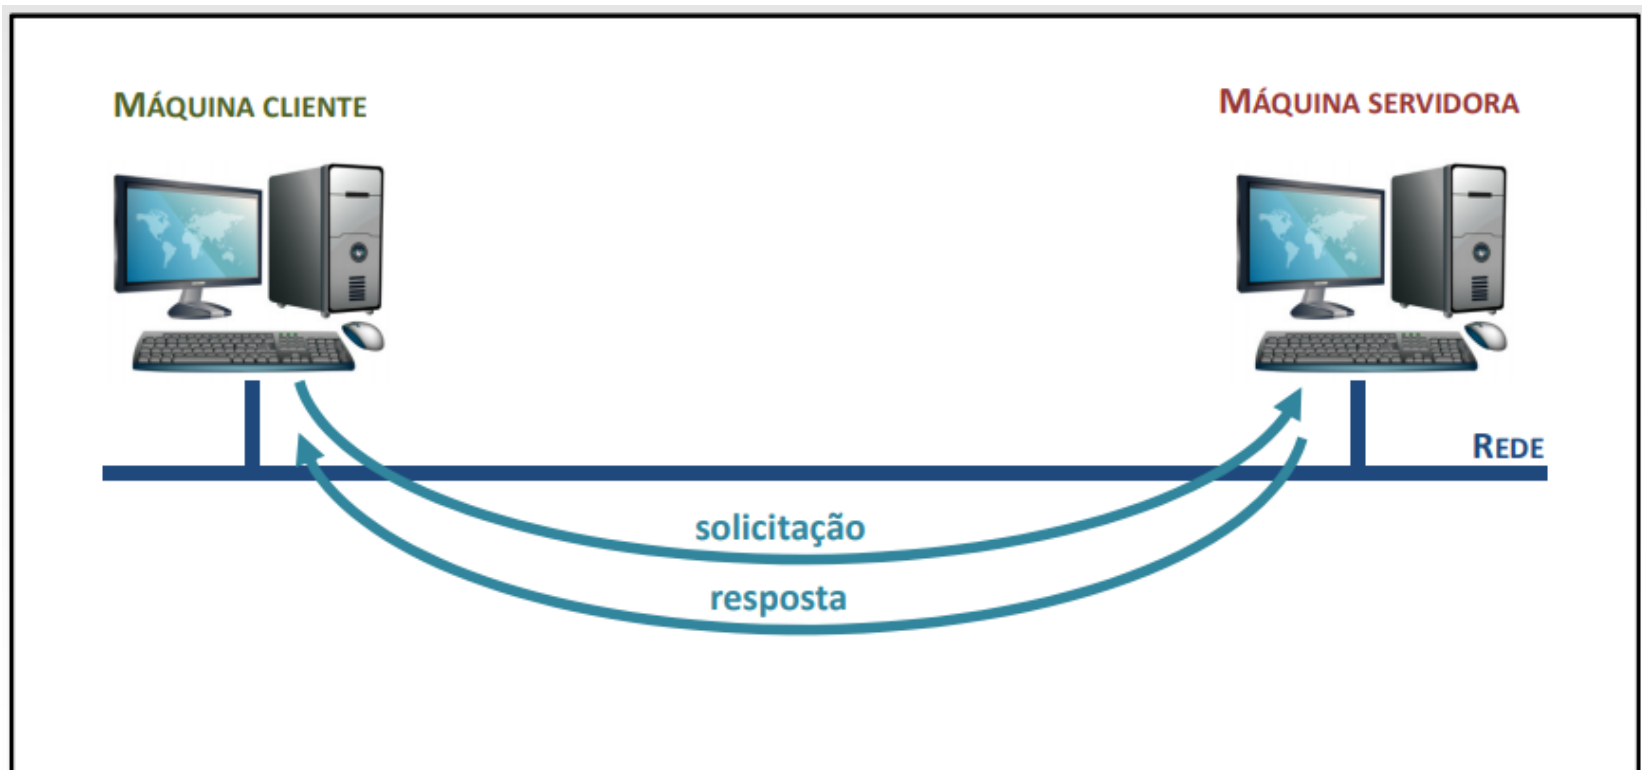 MÁQUINA CLIENTE
MÁQUINA SERVIDORA
REDE
solicitação
resposta